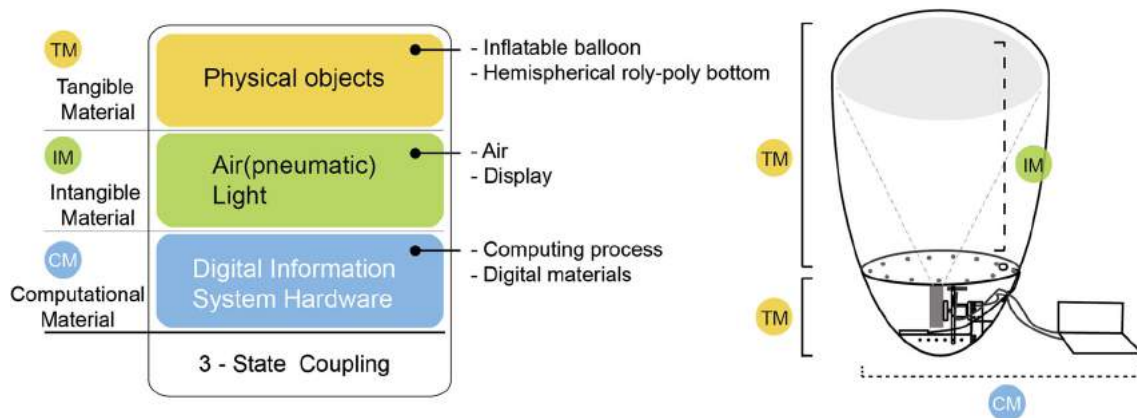 TM
Tangible
Material
Physical objects
- Inflatable balloon
- Hemispherical roly-poly bottom
IM
Intangible
Material
Air(pneumatic)
Light
- Air
- Display
CM
Computational
Material
Digital Information
System Hardware
- Computing process
- Digital materials
3 - State Coupling
TM
IM
TM
CM